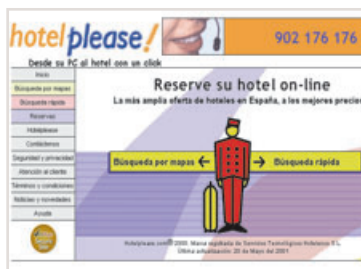 hotelplease!
902 176 176
Desde su PC al hotel con un click
Inicio
Búsqueda por mapas
Búsqueda rápida
Reservas
Hotelplease
Contáctenos
Seguridad y privacidad
Atención al cliente
Términos y condiciones
Noticias y novedades
Ayuda
Reserve su hotel on-line
La más amplia oferta de hoteles en España, a los mejores precios
Búsqueda por mapas
Búsqueda rápida
Hotelplease.com® 2000. Marca registrada de Servicios Tecnológicos Hoteleros S.L.
Última actualización: 20 de Mayo del 2001